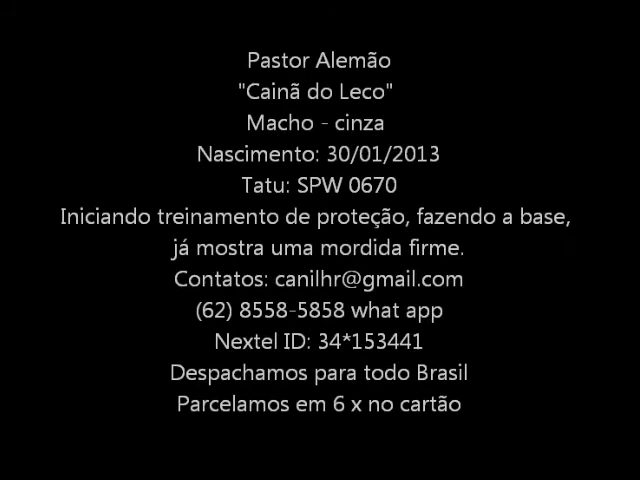 Pastor Alemão
"Cainã do Leco"
Macho - cinza
Nascimento: 30/01/2013
Tatu: SPW 0670
Iniciando treinamento de proteção, fazendo a base,
já mostra uma mordida firme.
Contatos: canilhr@gmail.com
(62) 8558-5858 what app
Nextel ID: 34*153441
Despachamos para todo Brasil
Parcelamos em 6 x no cartão